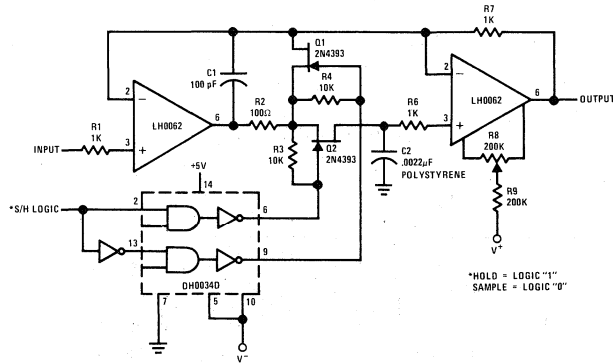 R7
1K
Q1
2N4393
C1
100 pF
R4
10K
2
−
LH0062
6
3
+
R1
1K
INPUT
R2
100Ω
R3
10K
Q2
2N4393
R6
1K
C2
.0022μF
POLYSTYRENE
2
−
LH0062
6
3
+
OUTPUT
R8
200K
R9
200K
V+
+5V
14
*S/H LOGIC
2
6
13
9
DH0034D
7
5
10
V−
*HOLD = LOGIC "1"
SAMPLE = LOGIC "0"